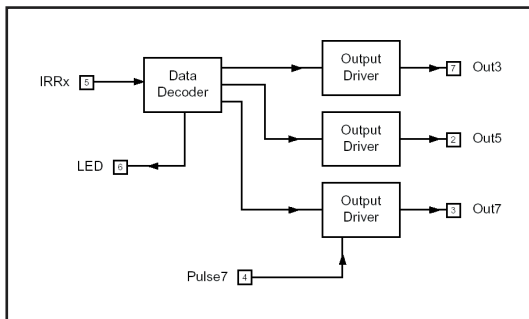 Output
Driver
7 Out3
IRRx 5
Data
Decoder
Output
Driver
2 Out5
LED 6
Output
Driver
3 Out7
Pulse7 4